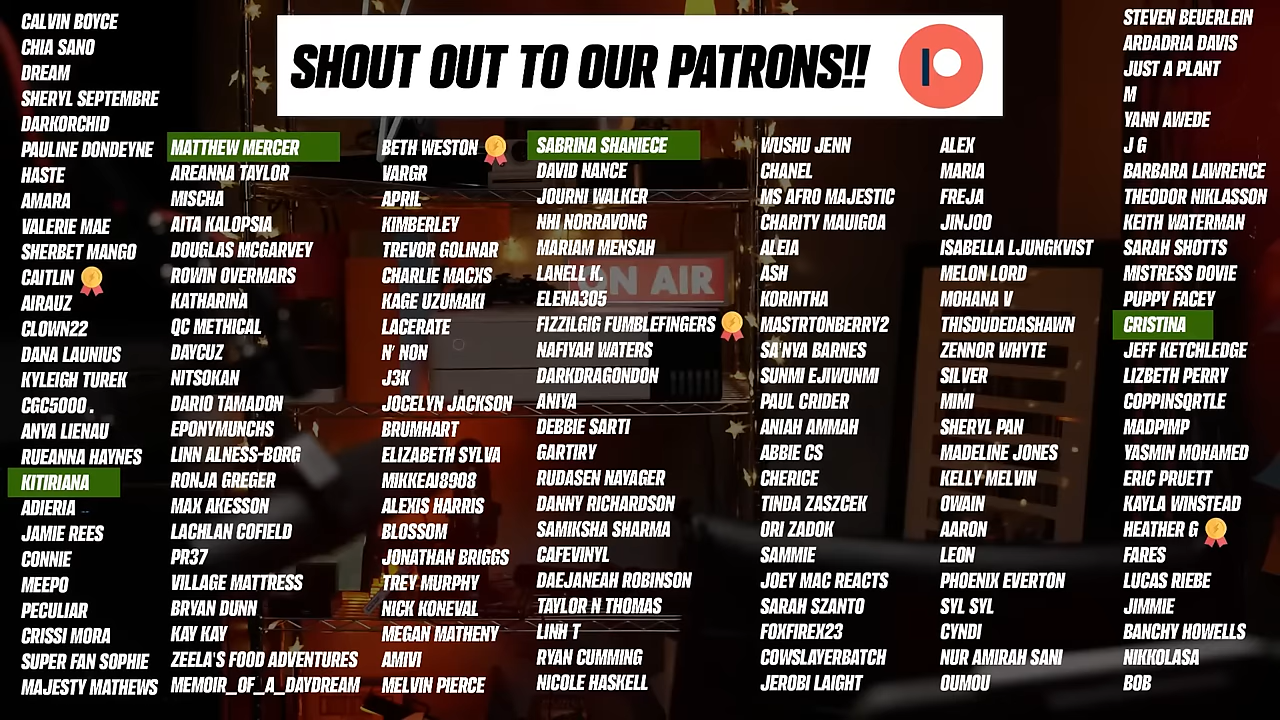 SHOUT OUT TO OUR PATRONS!!
CALVIN BOYCE
CHIA SANO
DREAM
SHERYL SEPTEMBRE
DARKORCHID
PAULINE DONDEYNE
HASTE
AMARA
VALERIE MAE
SHERBET MANGO
CAITLIN
AIRAUZ
CLOWN22
DANA LAUNIUS
KYLEIGH TUREK
CGC5000 .
ANYA LIENAU
RUEANNA HAYNES
KITIRIANA
ADIERIA
JAMIE REES
CONNIE
MEEPO
PECULIAR
CRISSI MORA
SUPER FAN SOPHIE
MAJESTY MATHEWS
MATTHEW MERCER
AREANNA TAYLOR
MISCHA
AITA KALOPSIA
DOUGLAS MCGARVEY
ROWIN OVERMARS
KATHARINA
QC METHICAL
DAYCUZ
NITSOKAN
DARIO TAMADON
EPONYMUNCHS
LINN ALNESS-BORG
RONJA GREGER
MAX AKESSON
LACHLAN COFIELD
PR37
VILLAGE MATTRESS
BRYAN DUNN
KAY KAY
ZEELA'S FOOD ADVENTURES
MEMOIR_OF_A_DAYDREAM
BETH WESTON
VARGR
APRIL
KIMBERLEY
TREVOR GOLINAR
CHARLIE MACXS
KAGE UZUMAKI
LACERATE
N' NON
J3K
JOCELYN JACKSON
BRUMHART
ELIZABETH SYLVA
MIKKEAI8908
ALEXIS HARRIS
BLOSSOM
JONATHAN BRIGGS
TREY MURPHY
NICK KONEVAL
MEGAN MATHENY
AMIVI
MELVIN PIERCE
SABRINA SHANIECE
DAVID NANCE
JOURNI WALKER
NHI NORRAVONG
MARIAM MENSAH
LANELL K.
ELENA305
FIZZILGIG FUMBLEFINGERS
NAFIYAH WATERS
DARKDRAGONDON
ANIYA
DEBBIE SARTI
GARTIRY
RUDASEN NAYAGER
DANNY RICHARDSON
SAMIKSHA SHARMA
CAFEVINYL
DAEJANEAH ROBINSON
TAYLOR N THOMAS
LINH T
RYAN CUMMING
NICOLE HASKELL
ON AIR
WUSHU JENN
CHANEL
MS AFRO MAJESTIC
CHARITY MAUIGOA
ALEIA
ASH
KORINTHA
MASTRTONBERRY2
SA'NYA BARNES
SUNMI EJIWUNMI
PAUL CRIDER
ANIAH AMMAH
ABBIE CS
CHERICE
TINDA ZASZCEK
ORI ZADOK
SAMMIE
JOEY MAC REACTS
SARAH SZANTO
FOXFIREX23
COWSLAYERBATCH
JEROBI LAIGHT
ALEX
MARIA
FREJA
JINJOO
ISABELLA LJUNGKVIST
MELON LORD
MOHANA V
THISDUDEDASHAWN
ZENNOR WHYTE
SILVER
MIMI
SHERYL PAN
MADELINE JONES
KELLY MELVIN
OWAIN
AARON
LEON
PHOENIX EVERTON
SYL SYL
CYNDI
NUR AMIRAH SANI
OUMOU
STEVEN BEUERLEIN
ARDADRIA DAVIS
JUST A PLANT
M
YANN AWEDE
J G
BARBARA LAWRENCE
THEODOR NIKLASSON
KEITH WATERMAN
SARAH SHOTTS
MISTRESS DOVIE
PUPPY FACEY
CRISTINA
JEFF KETCHLEDGE
LIZBETH PERRY
COPPINSQRTLE
MADPIMP
YASMIN MOHAMED
ERIC PRUETT
KAYLA WINSTEAD
HEATHER G
FARES
LUCAS RIEBE
JIMMIE
BANCHY HOWELLS
NIKKOLASA
BOB